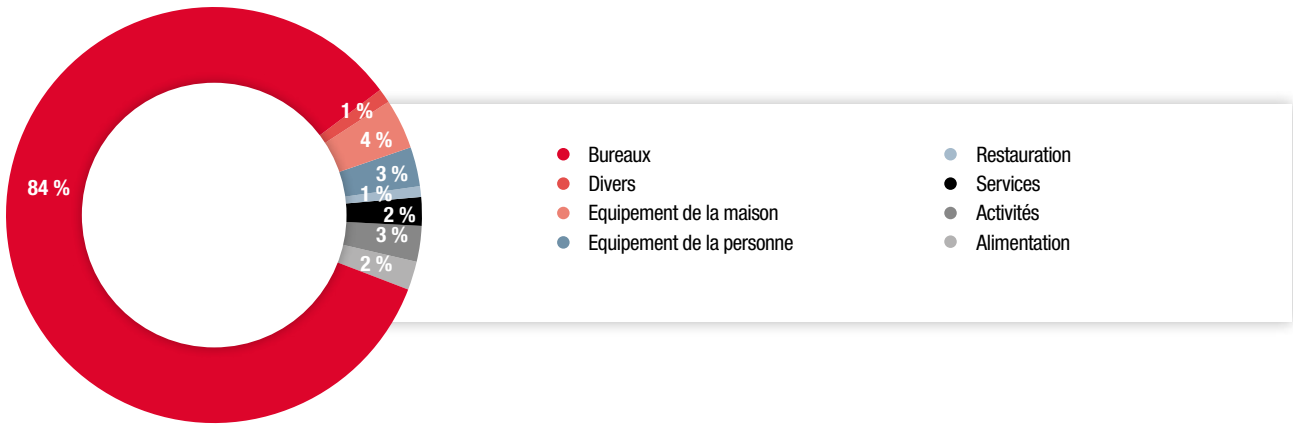 1 %
4 %
3 %
84 %
1 %
2 %
3 %
2 %
Bureaux
Divers
Equipement de la maison
Equipement de la personne
Restauration
Services
Activités
Alimentation